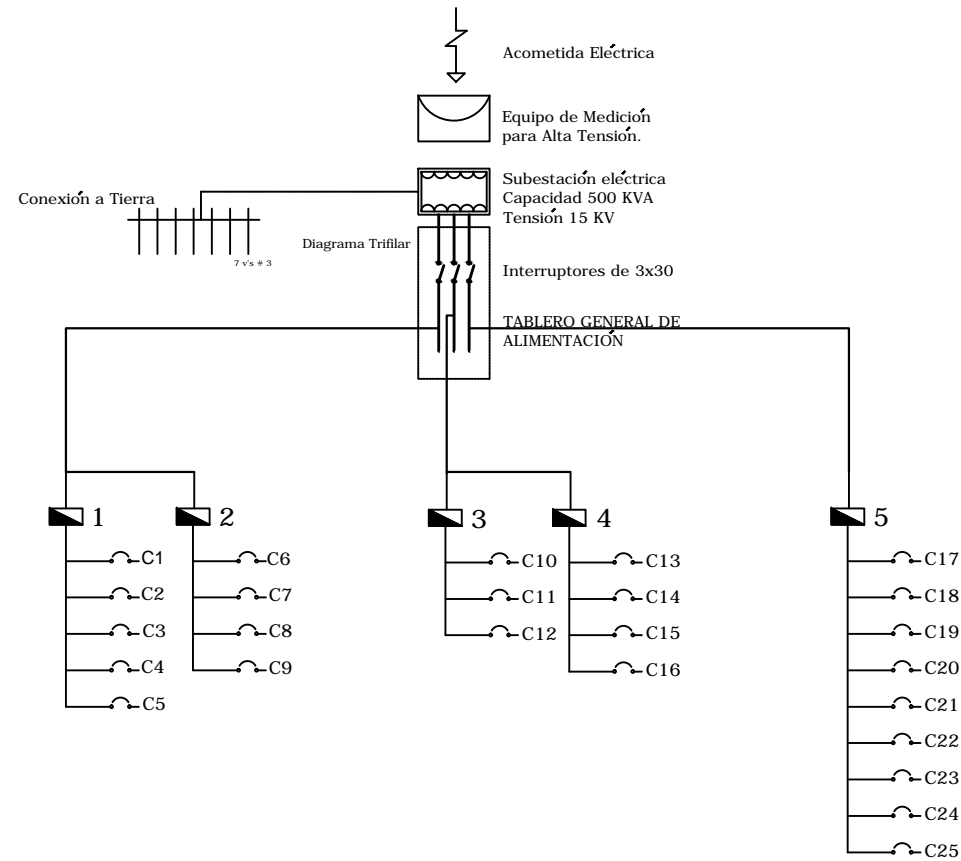 Acometida Eléctrica
Equipo de Medición
para Alta Tensión.
Subestación eléctrica
Capacidad 500 KVA
Tensión 15 KV
Conexión a Tierra
7 v's # 3
Diagrama Trifilar
Interruptores de 3x30
TABLERO GENERAL DE
ALIMENTACIÓN
1
2
3
4
5
C1
C2
C3
C4
C5
C6
C7
C8
C9
C10
C11
C12
C13
C14
C15
C16
C17
C18
C19
C20
C21
C22
C23
C24
C25